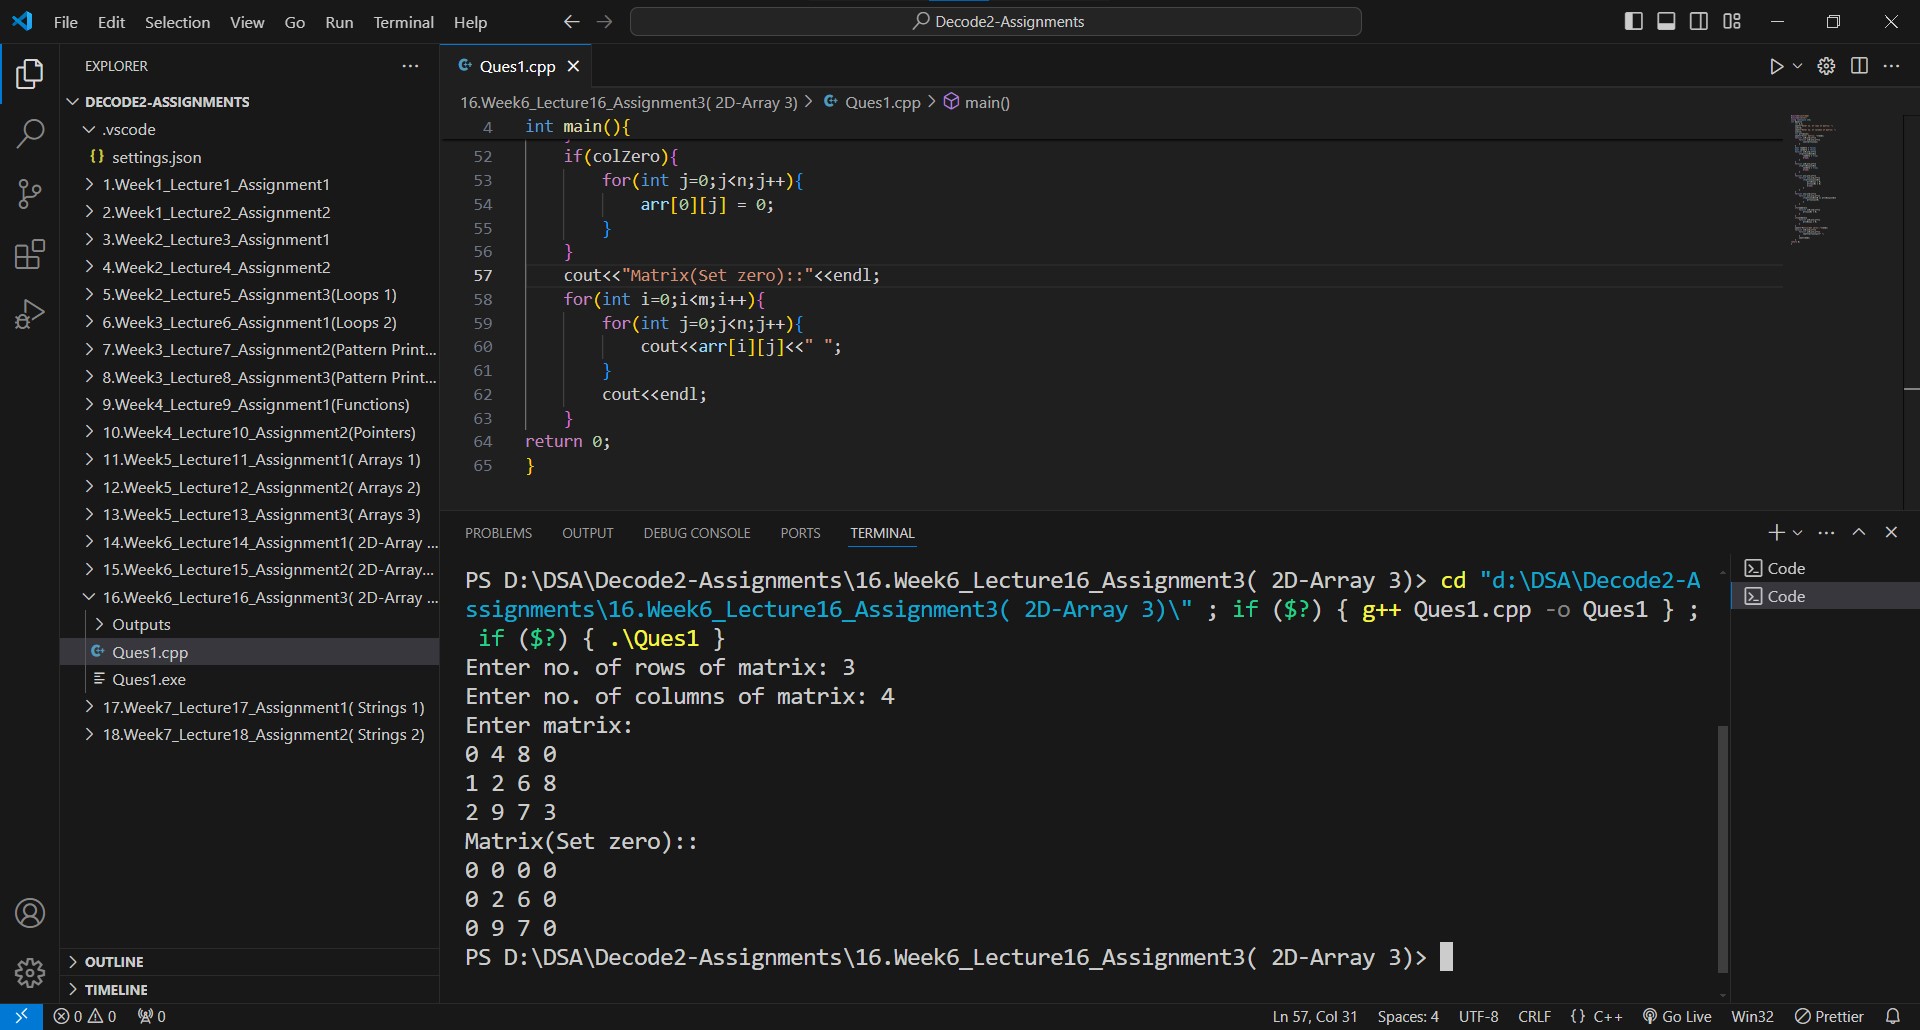 File Edit Selection View Go Run Terminal Help
Decode2-Assignments
EXPLORER
DECODE2-ASSIGNMENTS
.vscode
{} settings.json
1.Week1_Lecture1_Assignment1
2.Week1_Lecture2_Assignment2
3.Week2_Lecture3_Assignment1
4.Week2_Lecture4_Assignment2
5.Week2_Lecture5_Assignment3(Loops 1)
6.Week3_Lecture6_Assignment1(Loops 2)
7.Week3_Lecture7_Assignment2(Pattern Print...
8.Week3_Lecture8_Assignment3(Pattern Print...
9.Week4_Lecture9_Assignment1(Functions)
10.Week4_Lecture10_Assignment2(Pointers)
11.Week5_Lecture11_Assignment1( Arrays 1)
12.Week5_Lecture12_Assignment2( Arrays 2)
13.Week5_Lecture13_Assignment3( Arrays 3)
14.Week6_Lecture14_Assignment1( 2D-Array ...
15.Week6_Lecture15_Assignment2( 2D-Array...
16.Week6_Lecture16_Assignment3( 2D-Array ...
Outputs
Ques1.cpp
Ques1.exe
17.Week7_Lecture17_Assignment1( Strings 1)
18.Week7_Lecture18_Assignment2( Strings 2)
OUTLINE
TIMELINE
Ques1.cpp
16.Week6_Lecture16_Assignment3( 2D-Array 3) > Ques1.cpp > main()
4 int main(){
52 if(colZero){
53 for(int j=0;j<n;j++){
54 arr[0][j] = 0;
55 }
56 }
57 cout<<"Matrix(Set zero)::"<<endl;
58 for(int i=0;i<m;i++){
59 for(int j=0;j<n;j++){
60 cout<<arr[i][j]<<" ";
61 }
62 cout<<endl;
63 }
64 return 0;
65 }
PROBLEMS OUTPUT DEBUG CONSOLE PORTS TERMINAL
PS D:\DSA\Decode2-Assignments\16.Week6_Lecture16_Assignment3( 2D-Array 3)> cd "d:\DSA\Decode2-A
ssignments\16.Week6_Lecture16_Assignment3( 2D-Array 3)\" ; if ($?) { g++ Ques1.cpp -o Ques1 } ;
if ($?) { .\Ques1 }
Enter no. of rows of matrix: 3
Enter no. of columns of matrix: 4
Enter matrix:
0 4 8 0
1 2 6 8
2 9 7 3
Matrix(Set zero)::
0 0 0 0
0 2 6 0
0 9 7 0
PS D:\DSA\Decode2-Assignments\16.Week6_Lecture16_Assignment3( 2D-Array 3)>
Code
Code
0 0 0 Ln 57, Col 31 Spaces: 4 UTF-8 CRLF {} C++ Go Live Win32 Prettier